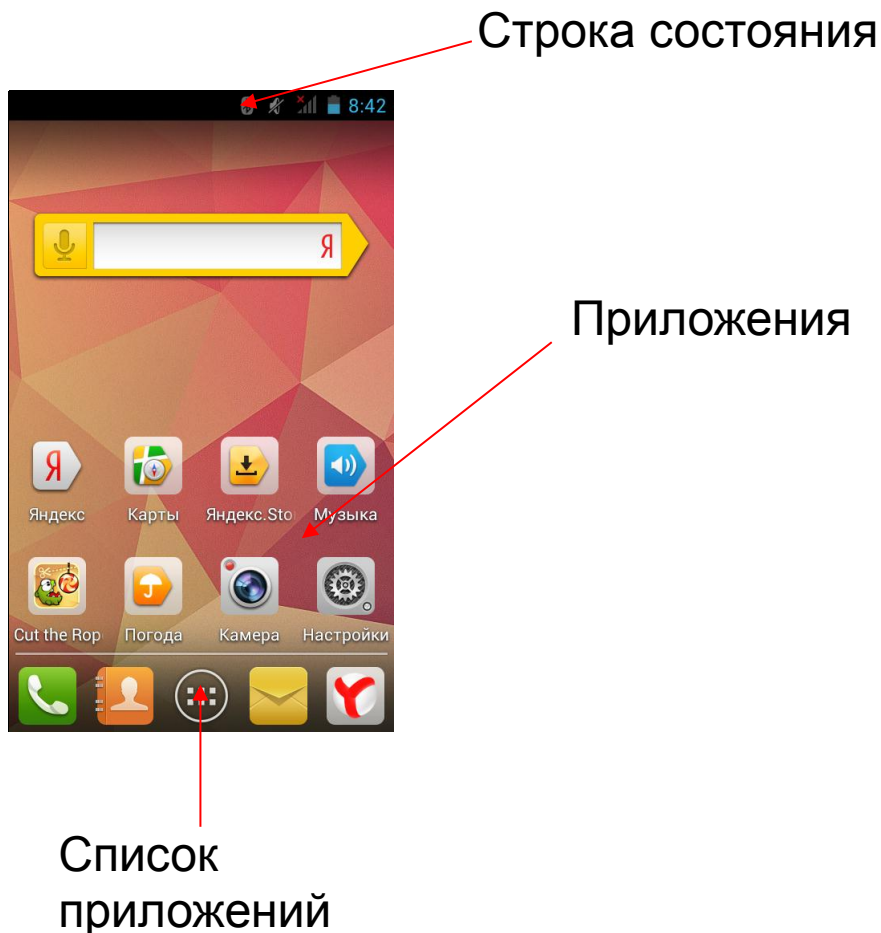 Строка состояния
8:42
Я
Приложения
Я
Яндекс Карты Яндекс.Sto Музыка
Cut the Rop Погода Камера Настройки
Список
приложений